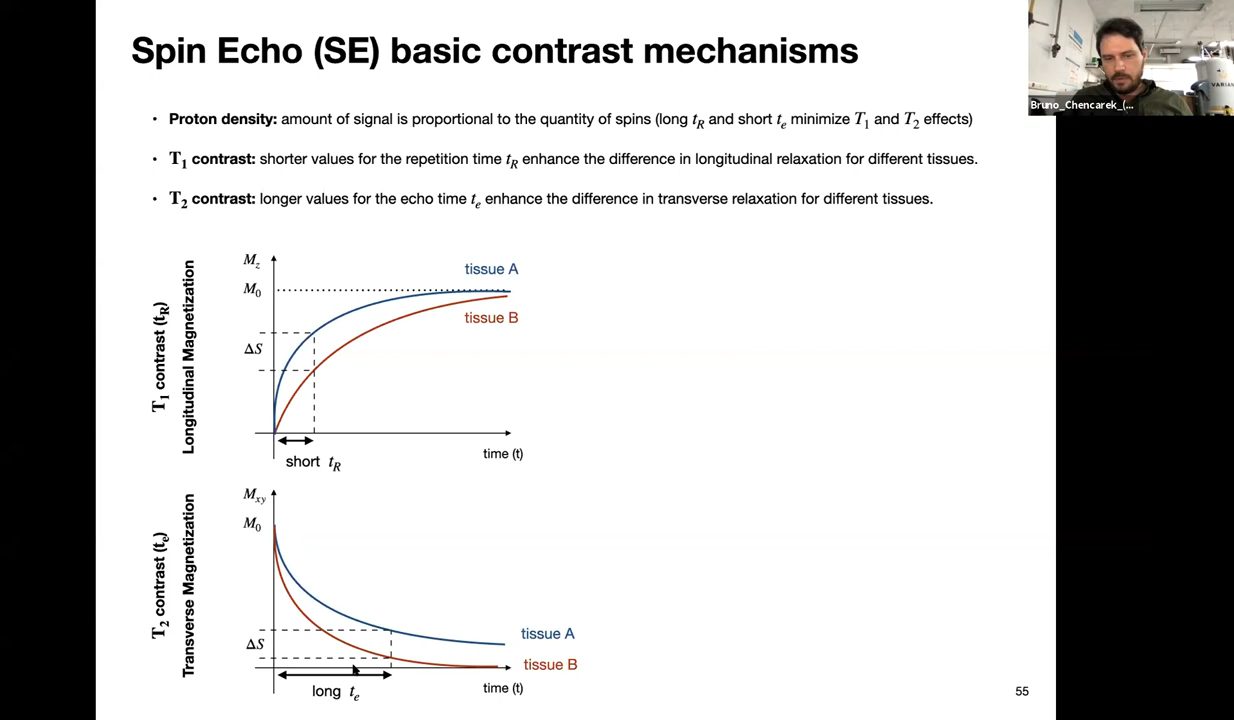 Spin Echo (SE) basic contrast mechanisms
• Proton density: amount of signal is proportional to the quantity of spins (long t_R and short t_e minimize T_1 and T_2 effects)
• T_1 contrast: shorter values for the repetition time t_R enhance the difference in longitudinal relaxation for different tissues.
• T_2 contrast: longer values for the echo time t_e enhance the difference in transverse relaxation for different tissues.
T_1 contrast (t_R)
Longitudinal Magnetization
M_z
M_0
ΔS
tissue A
tissue B
time (t)
short t_R
T_2 contrast (t_e)
Transverse Magnetization
M_xy
M_0
ΔS
tissue A
tissue B
time (t)
long t_e
55
Bruno_Chencarek_(...
VARIAN